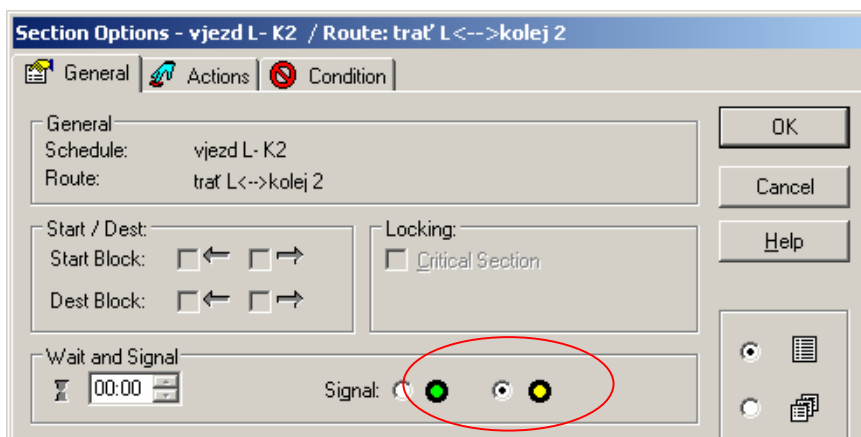 Section Options - vjezd L- K2 / Route: trať L<-->kolej 2
General Actions Condition
General
Schedule: vjezd L- K2
Route: trať L<-->kolej 2
OK
Cancel
Help
Start / Dest:
Start Block:
Dest Block:
Locking:
Critical Section
Wait and Signal
00:00 Signal: